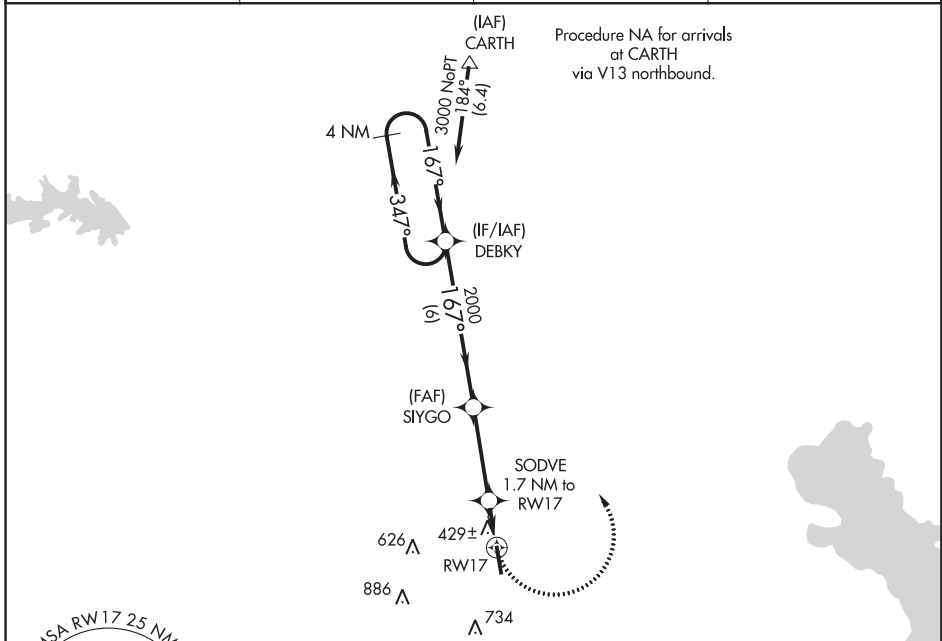 (IAF)
CARTH
Procedure NA for arrivals
at CARTH
via V13 northbound.
3000 NoPT
184°
(6.4)
4 NM
167°
347°
(IF/IAF)
DEBKY
2000
167°
(6)
(FAF)
SIYGO
SODVE
1.7 NM to
RW17
429±
626
RW17
886
734
MSA RW17 25 NM